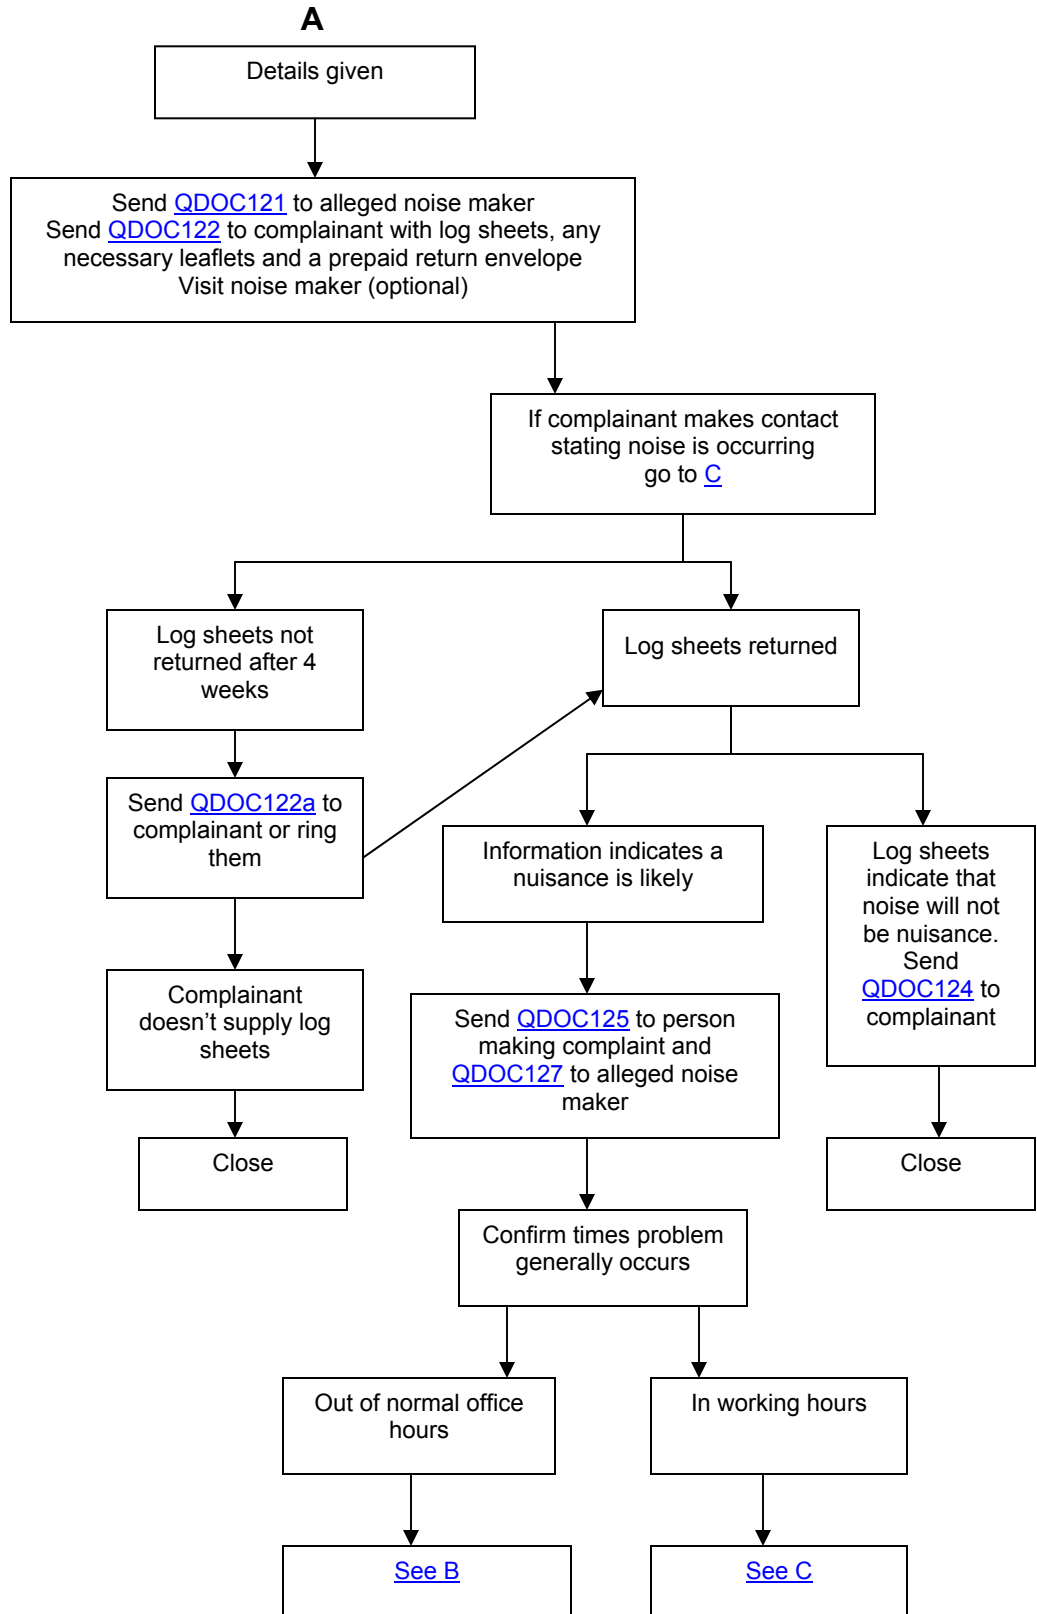 A
Details given
Send QDOC121 to alleged noise maker
Send QDOC122 to complainant with log sheets, any
necessary leaflets and a prepaid return envelope
Visit noise maker (optional)
If complainant makes contact
stating noise is occurring
go to C
Log sheets not
returned after 4
weeks
Log sheets returned
Send QDOC122a to
complainant or ring
them
Information indicates a
nuisance is likely
Log sheets
indicate that
noise will not
be nuisance.
Send
QDOC124 to
complainant
Complainant
doesn’t supply log
sheets
Send QDOC125 to person
making complaint and
QDOC127 to alleged noise
maker
Close
Close
Confirm times problem
generally occurs
Out of normal office
hours
In working hours
See B
See C